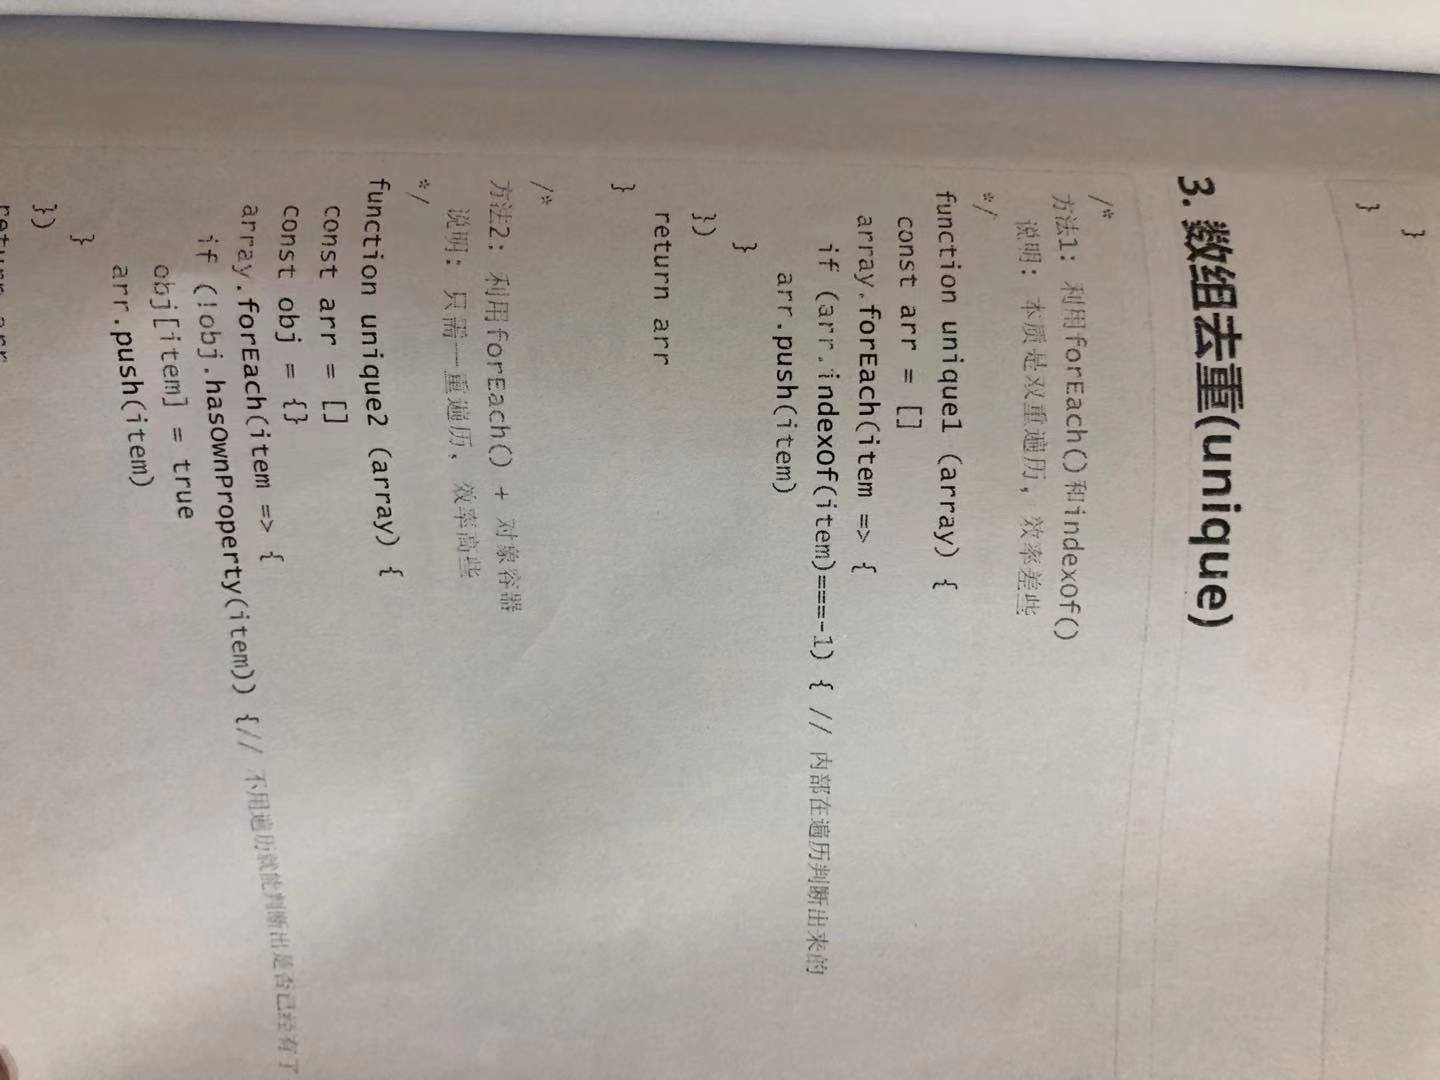 }
}
3. 数组去重(unique)
/*
方法1: 利用forEach()和indexOf()
说明: 本质是双重遍历, 效率差些
*/
function unique1 (array) {
const arr = []
array.forEach(item => {
if (arr.indexOf(item)===-1) { // 内部在遍历判断出来的
arr.push(item)
}
})
return arr
}
/*
方法2: 利用forEach() + 对象容器
说明: 只需一重遍历, 效率高些
*/
function unique2 (array) {
const arr = []
const obj = {}
array.forEach(item => {
if (!obj.hasOwnProperty(item)) {// 不用遍历就能判断出是否已经有了
obj[item] = true
arr.push(item)
}
})
return arr